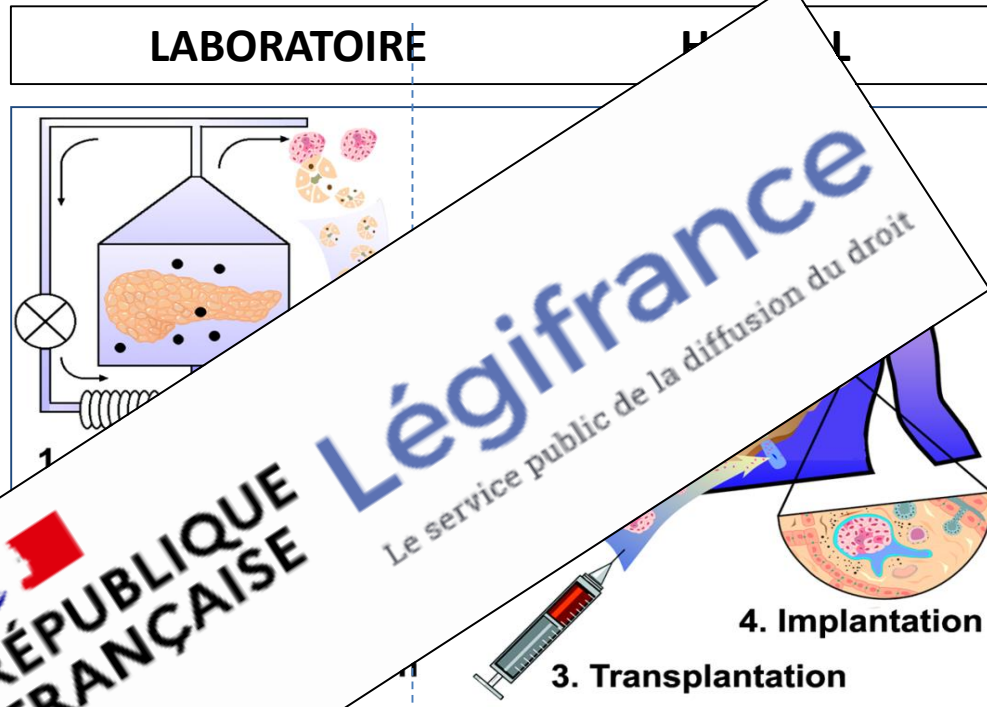 LABORATOIRE
Légifrance
Le service public de la diffusion du droit
RÉPUBLIQUE
FRANÇAISE
4. Implantation
3. Transplantation